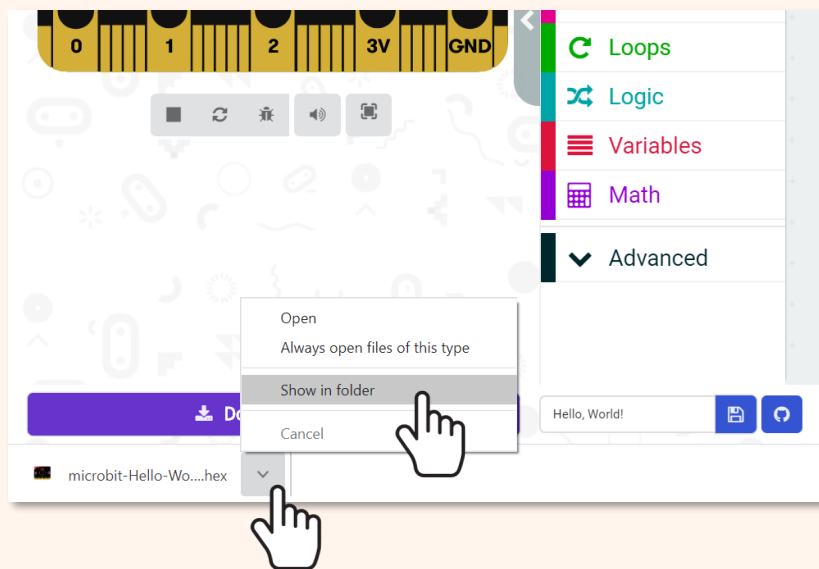 0 1 2 3V GND
Loops
Logic
Variables
Math
Advanced
Open
Always open files of this type
Show in folder
Cancel
Do
Hello, World!
microbit-Hello-Wo....hex